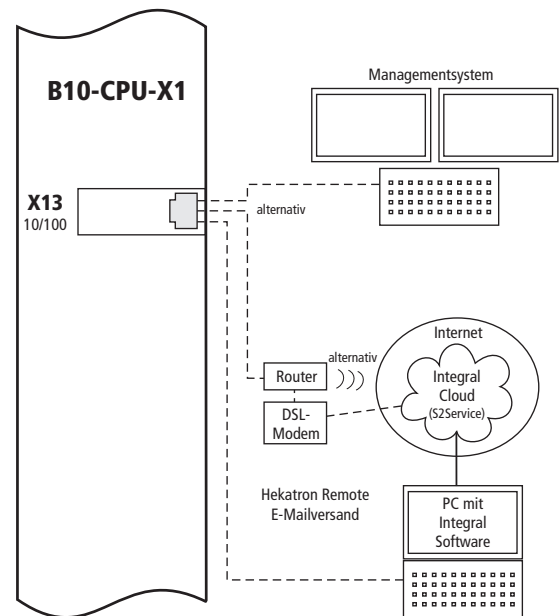 B10-CPU-X1
Managementsystem
X13
10/100
alternativ
Internet
alternativ
Router
Integral
Cloud
(S2Service)
DSL-
Modem
Hekatron Remote
E-Mailversand
PC mit
Integral
Software